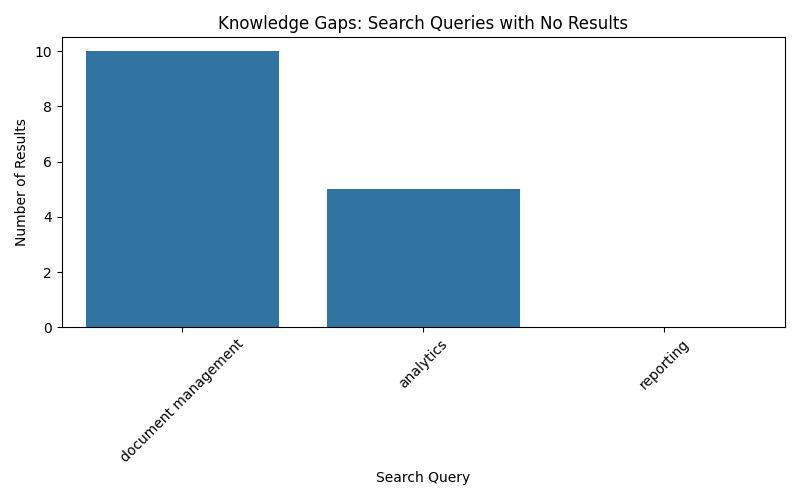 Knowledge Gaps: Search Queries with No Results
Number of Results
10
8
6
4
2
0
document management
analytics
reporting
Search Query